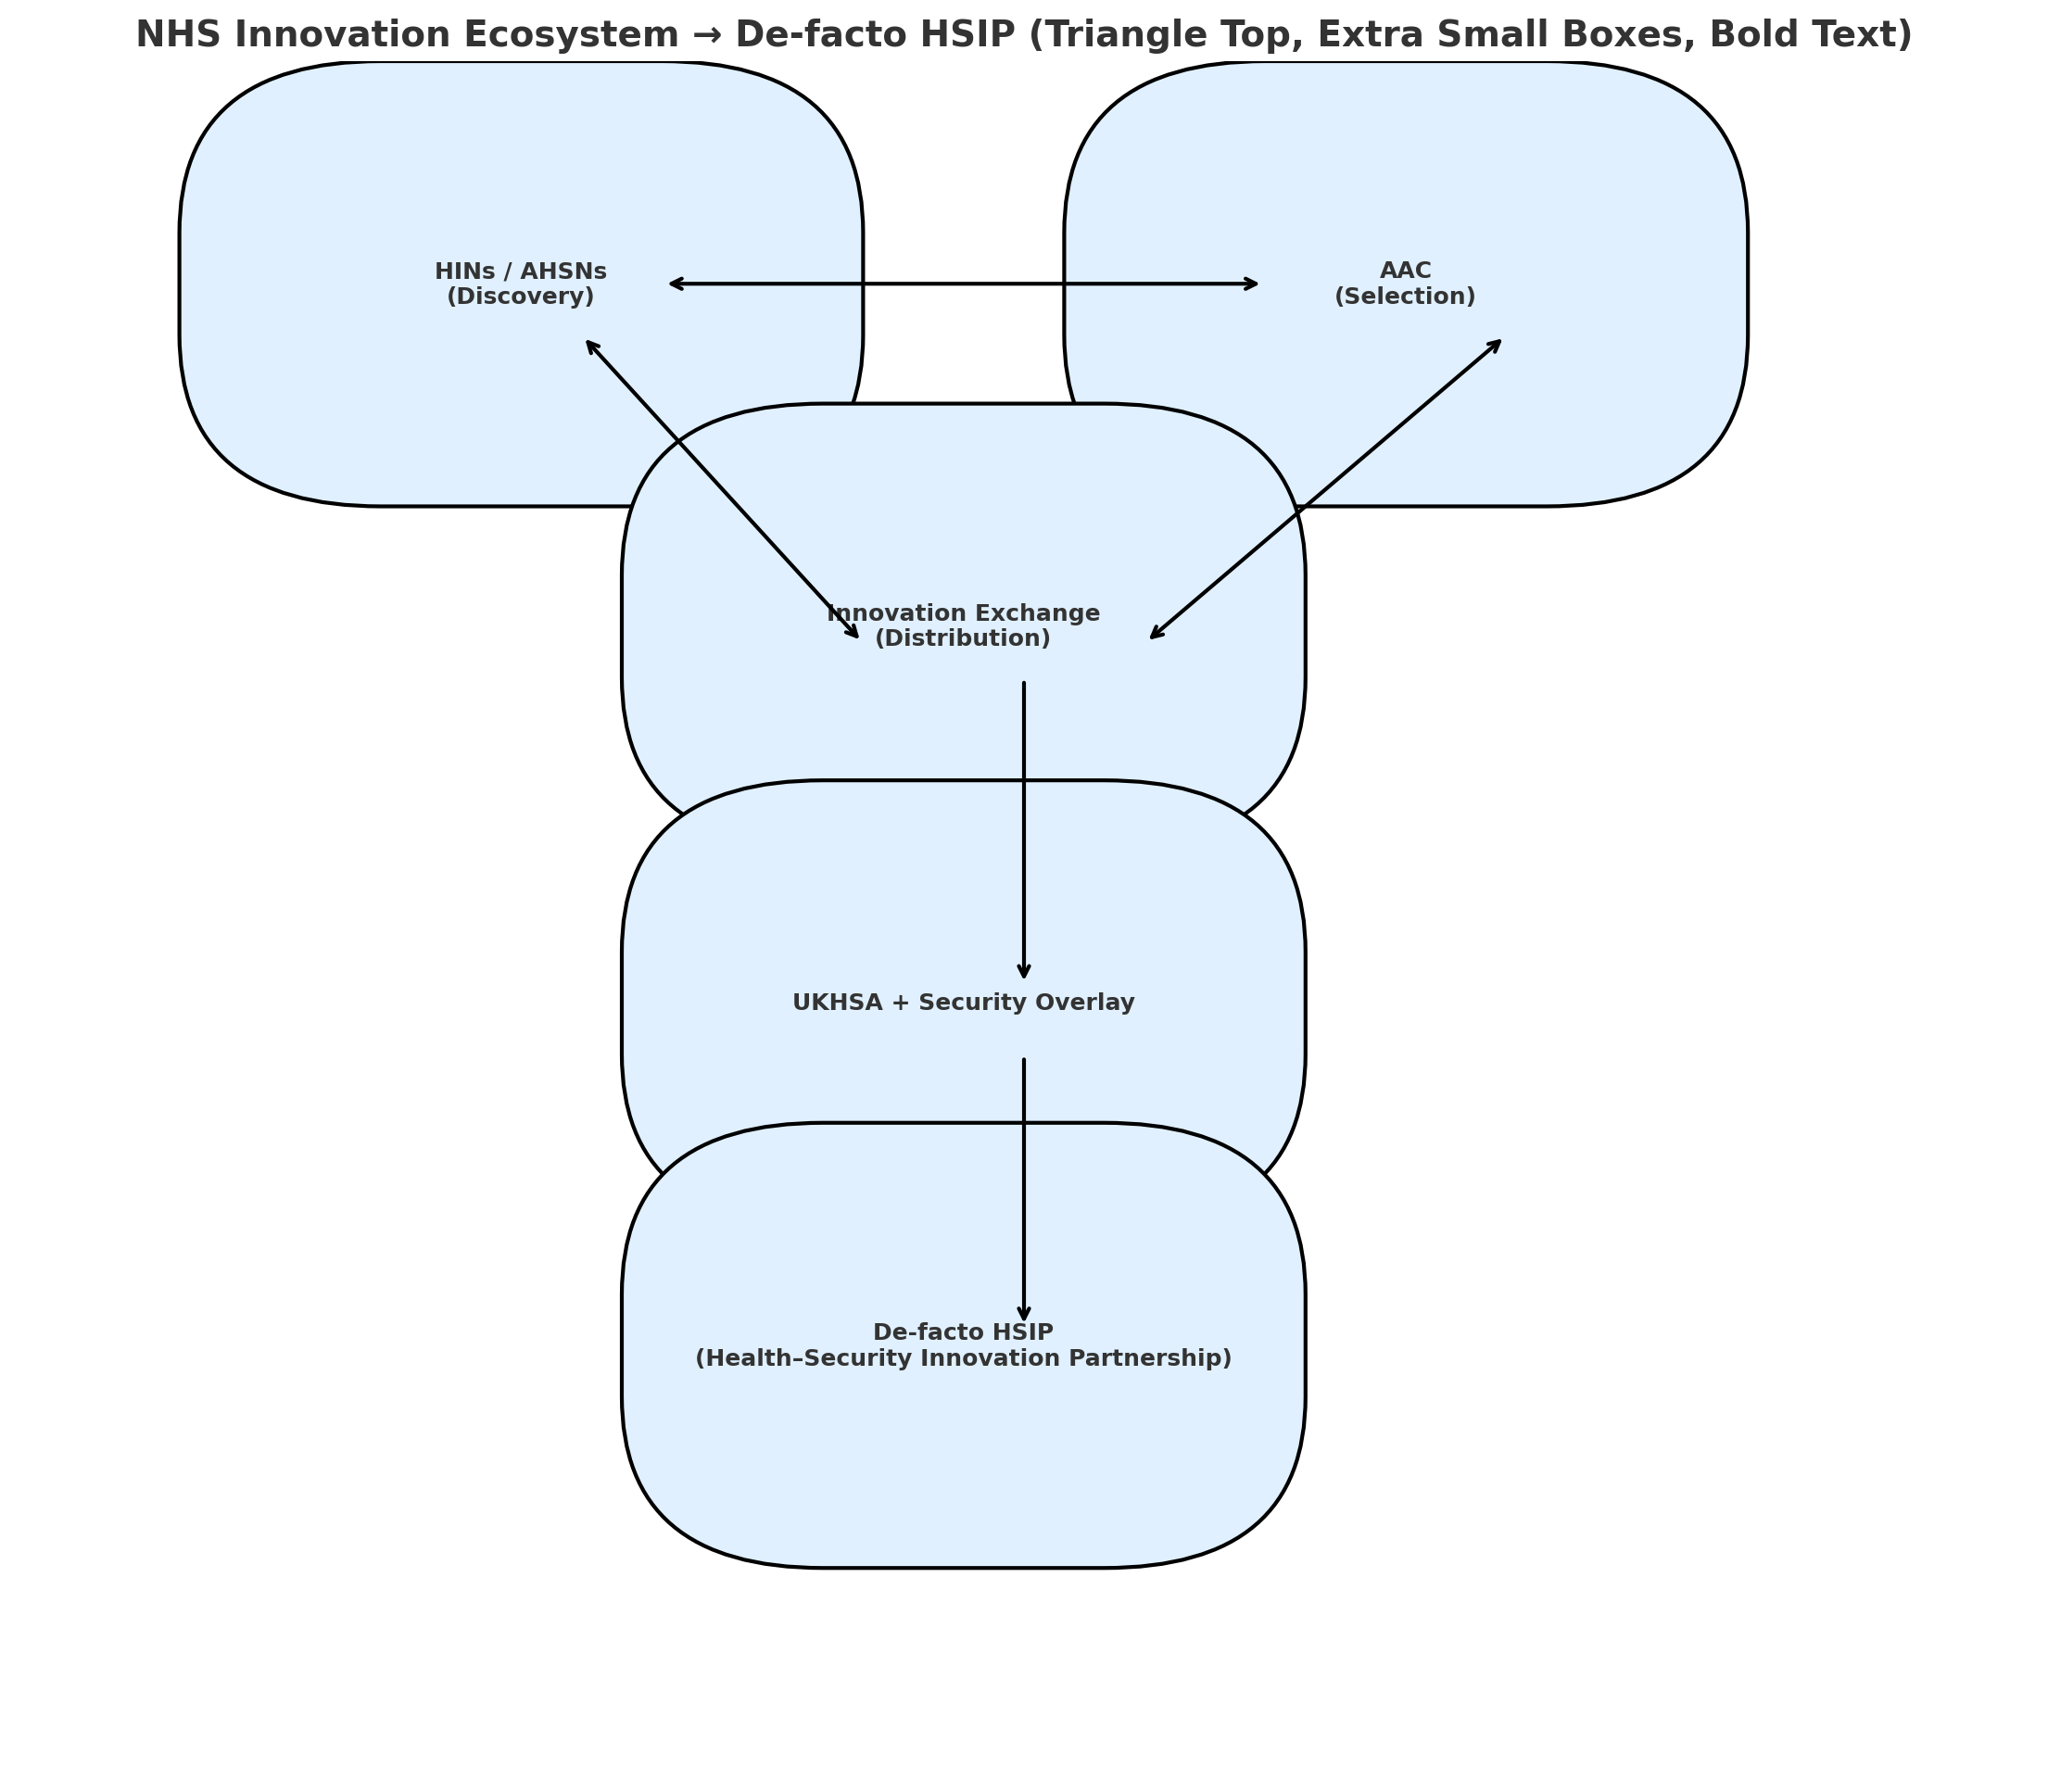 NHS Innovation Ecosystem → De-facto HSIP (Triangle Top, Extra Small Boxes, Bold Text)
HINs / AHSNs
(Discovery)
AAC
(Selection)
Innovation Exchange
(Distribution)
UKHSA + Security Overlay
De-facto HSIP
(Health–Security Innovation Partnership)